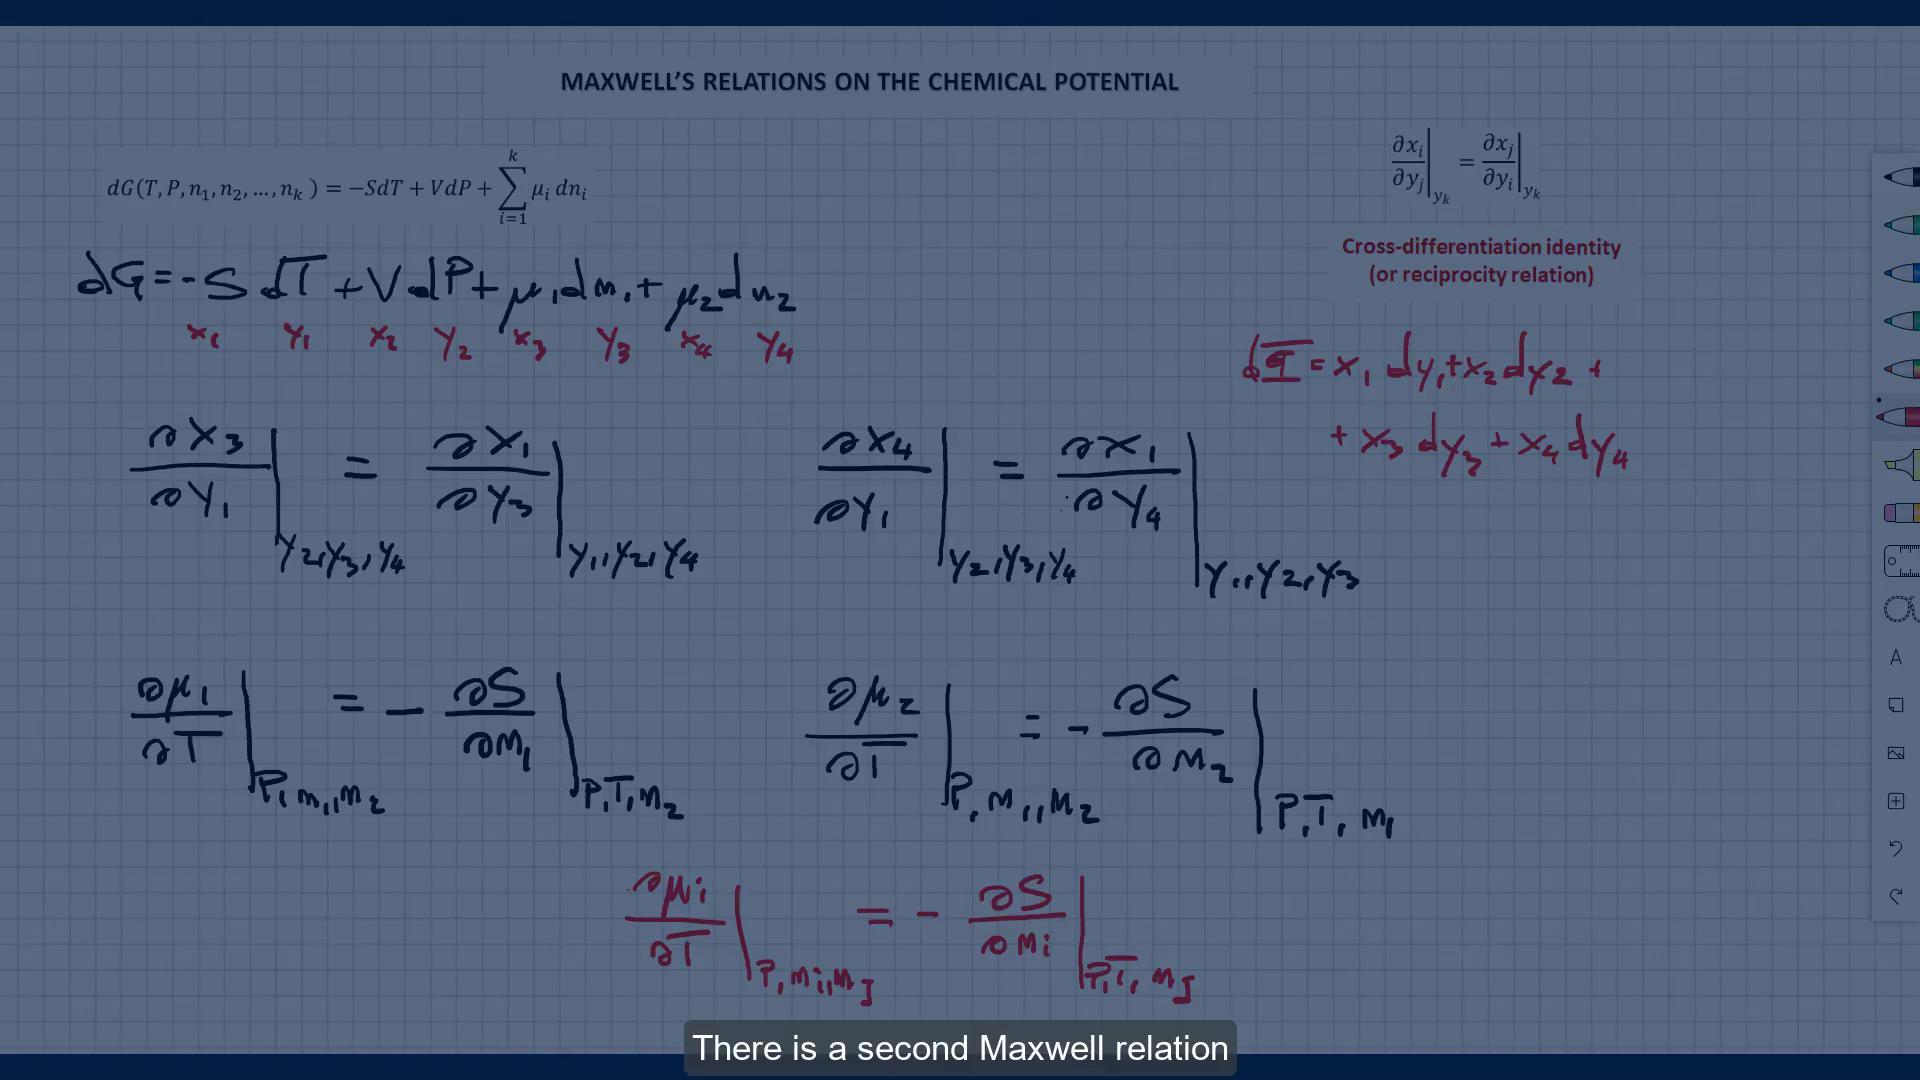 MAXWELL'S RELATIONS ON THE CHEMICAL POTENTIAL
dG(T, P, n₁, n₂, ..., nₖ) = −SdT + VdP + ∑ᵢ₌₁ᵏ μᵢ dnᵢ
∂xᵢ/∂yⱼ|yₖ = ∂xⱼ/∂yᵢ|yₖ
Cross-differentiation identity
(or reciprocity relation)
dG = -S dT + V dP + μ₁ dn₁ + μ₂ dn₂
x₁ y₁ x₂ y₂ x₃ y₃ x₄ y₄
dΦ = x₁ dy₁ + x₂ dy₂ +
+ x₃ dy₃ + x₄ dy₄
∂x₃/∂y₁|y₂,y₃,y₄ = ∂x₁/∂y₃|y₁,y₂,y₄
∂x₄/∂y₁|y₂,y₃,y₄ = ∂x₁/∂y₄|y₁,y₂,y₃
∂μ₁/∂T|P,n₁,n₂ = - ∂S/∂n₁|P,T,n₂
∂μ₂/∂T|P,n₁,n₂ = - ∂S/∂n₂|P,T,n₁
∂μi/∂T|P,ni,nJ = - ∂S/∂ni|P,T,nJ
A
There is a second Maxwell relation